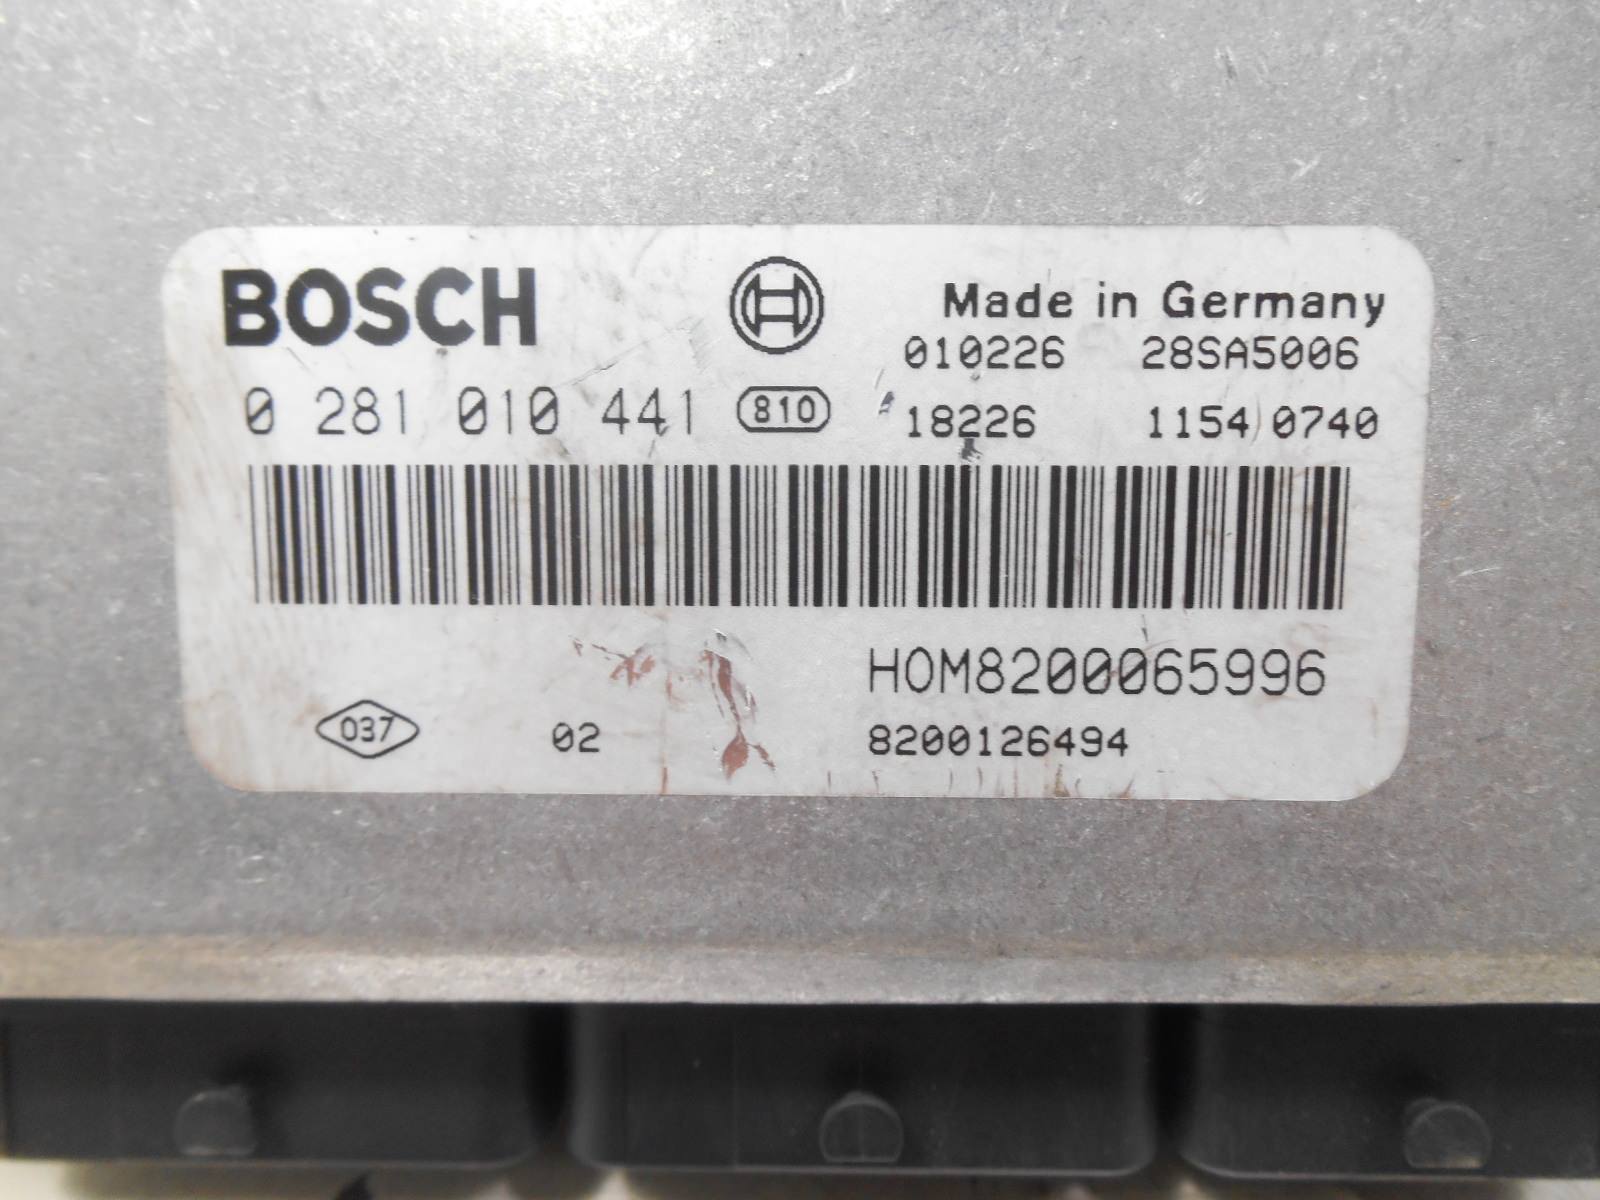 BOSCH
Made in Germany
010226 28SA5006
0 281 010 441 810 18226 1154 0740
HOM8200065996
037 02 8200126494